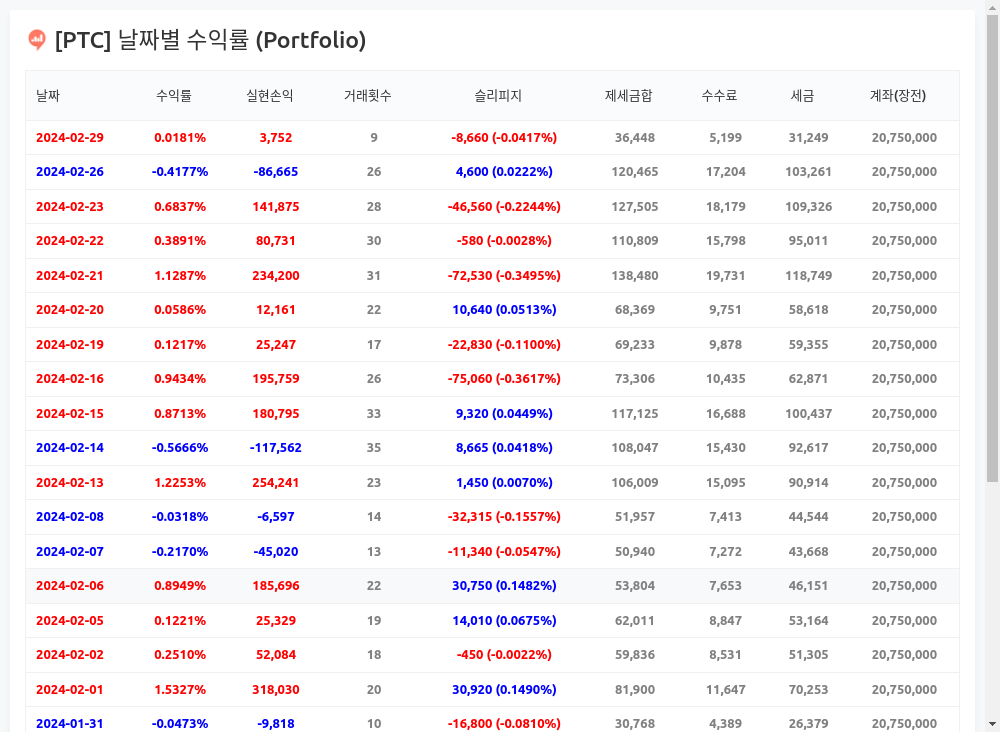 [PTC] 날짜별 수익률 (Portfolio)
날짜 수익률 실현손익 거래횟수 슬리피지 제세금합 수수료 세금 계좌(장전)
2024-02-29 0.0181% 3,752 9 -8,660 (-0.0417%) 36,448 5,199 31,249 20,750,000
2024-02-26 -0.4177% -86,665 26 4,600 (0.0222%) 120,465 17,204 103,261 20,750,000
2024-02-23 0.6837% 141,875 28 -46,560 (-0.2244%) 127,505 18,179 109,326 20,750,000
2024-02-22 0.3891% 80,731 30 -580 (-0.0028%) 110,809 15,798 95,011 20,750,000
2024-02-21 1.1287% 234,200 31 -72,530 (-0.3495%) 138,480 19,731 118,749 20,750,000
2024-02-20 0.0586% 12,161 22 10,640 (0.0513%) 68,369 9,751 58,618 20,750,000
2024-02-19 0.1217% 25,247 17 -22,830 (-0.1100%) 69,233 9,878 59,355 20,750,000
2024-02-16 0.9434% 195,759 26 -75,060 (-0.3617%) 73,306 10,435 62,871 20,750,000
2024-02-15 0.8713% 180,795 33 9,320 (0.0449%) 117,125 16,688 100,437 20,750,000
2024-02-14 -0.5666% -117,562 35 8,665 (0.0418%) 108,047 15,430 92,617 20,750,000
2024-02-13 1.2253% 254,241 23 1,450 (0.0070%) 106,009 15,095 90,914 20,750,000
2024-02-08 -0.0318% -6,597 14 -32,315 (-0.1557%) 51,957 7,413 44,544 20,750,000
2024-02-07 -0.2170% -45,020 13 -11,340 (-0.0547%) 50,940 7,272 43,668 20,750,000
2024-02-06 0.8949% 185,696 22 30,750 (0.1482%) 53,804 7,653 46,151 20,750,000
2024-02-05 0.1221% 25,329 19 14,010 (0.0675%) 62,011 8,847 53,164 20,750,000
2024-02-02 0.2510% 52,084 18 -450 (-0.0022%) 59,836 8,531 51,305 20,750,000
2024-02-01 1.5327% 318,030 20 30,920 (0.1490%) 81,900 11,647 70,253 20,750,000
2024-01-31 -0.0473% -9,818 10 -16,800 (-0.0810%) 30,768 4,389 26,379 20,750,000